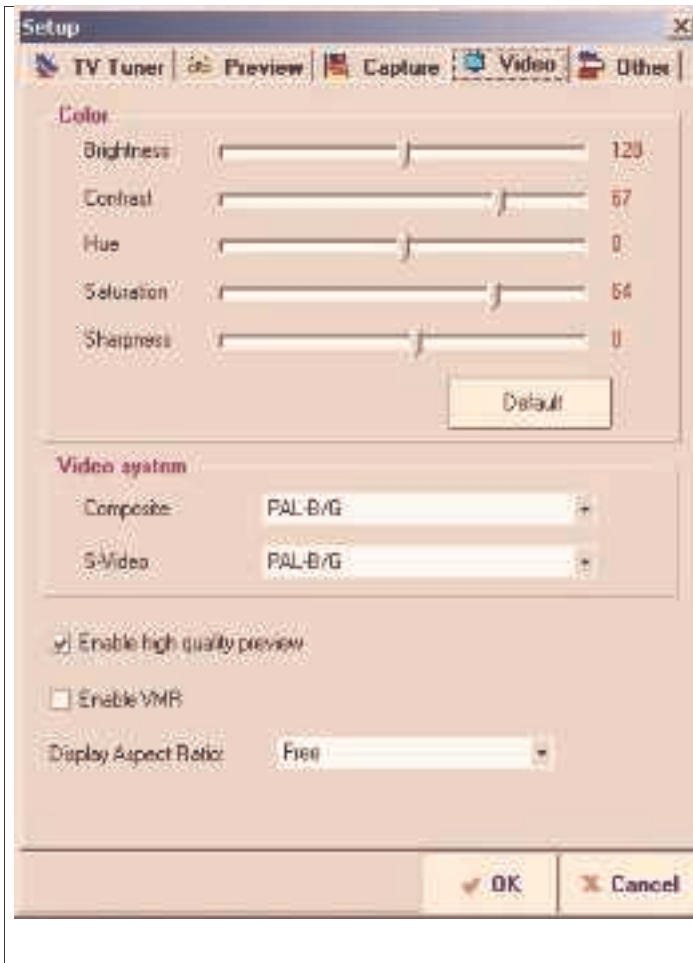 Setup
TV Tuner Preview Capture Video Other
Color
Brightness 128
Contrast 67
Hue 0
Saturation 64
Sharpness 0
Default
Video system
Composite PAL-B/G
S-Video PAL-B/G
Enable high quality preview
Enable VMR
Display Aspect Ratio: Free
OK Cancel